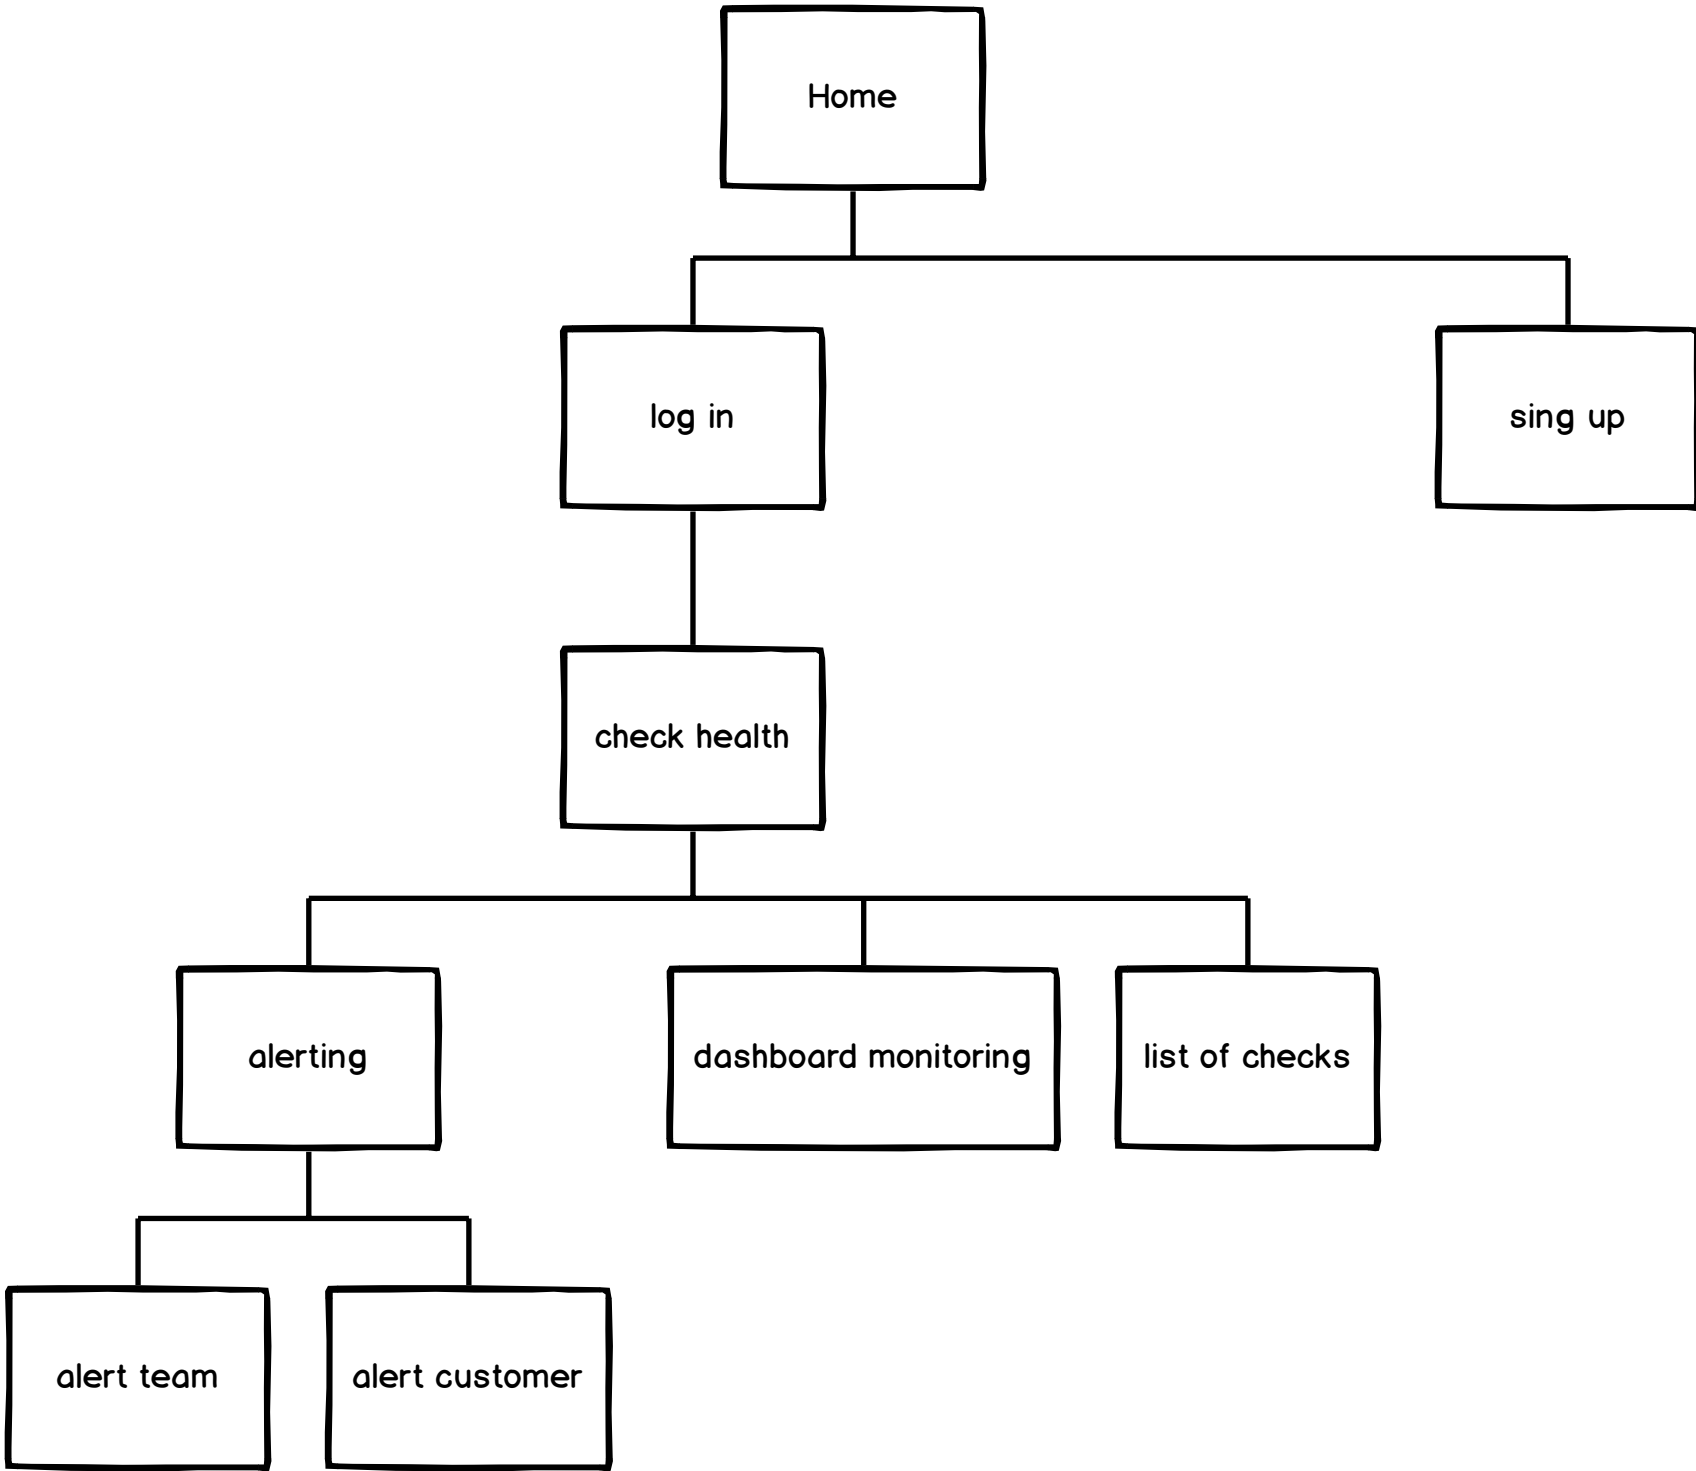 Home
log in
sing up
check health
alerting
dashboard monitoring
list of checks
alert team
alert customer